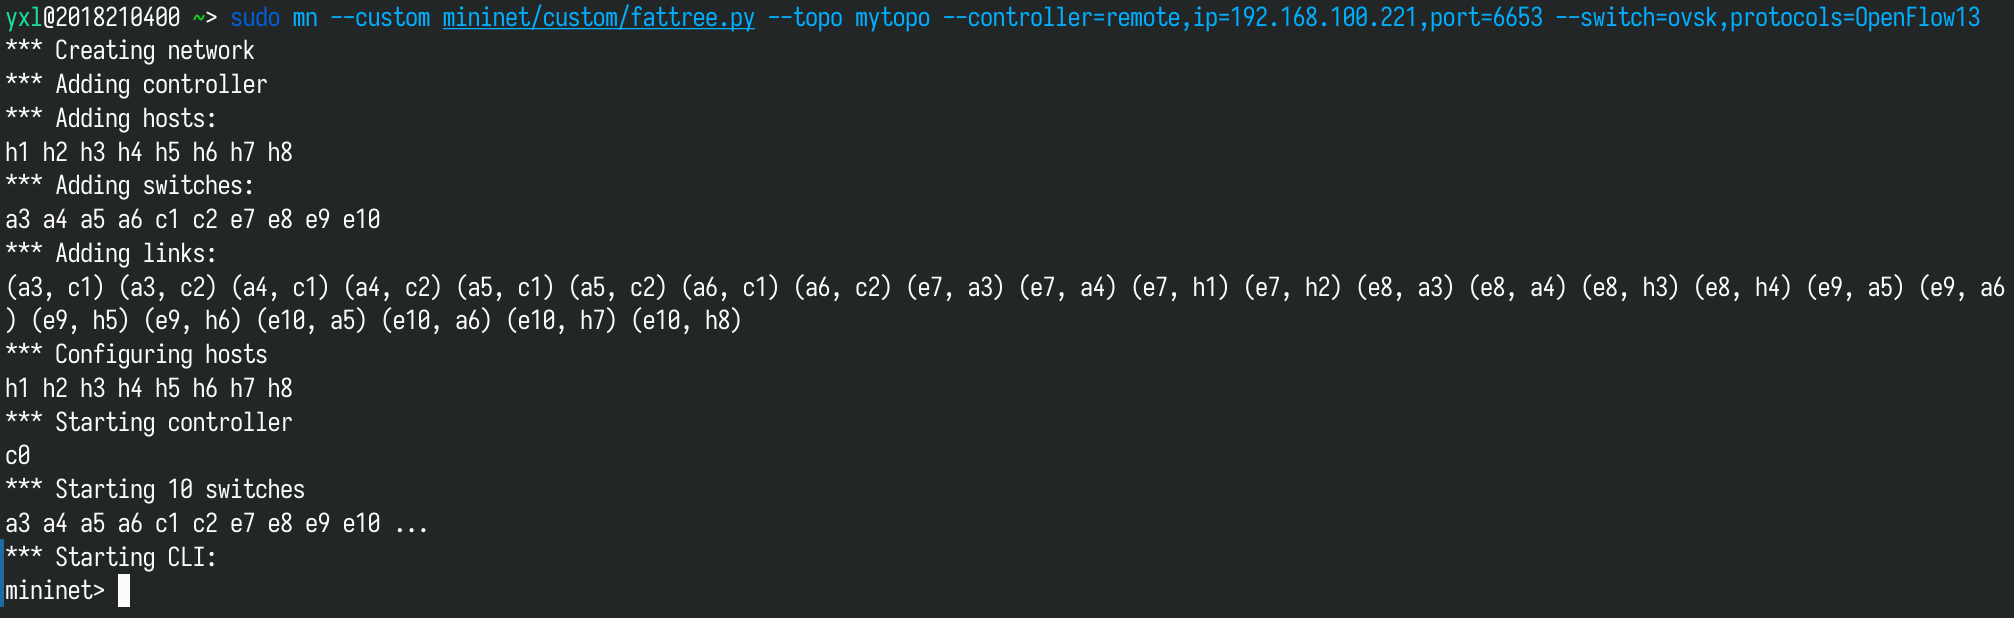 yxl@2018210400 ~> sudo mn --custom mininet/custom/fattree.py --topo mytopo --controller=remote,ip=192.168.100.221,port=6653 --switch=ovsk,protocols=OpenFlow13
*** Creating network
*** Adding controller
*** Adding hosts:
h1 h2 h3 h4 h5 h6 h7 h8
*** Adding switches:
a3 a4 a5 a6 c1 c2 e7 e8 e9 e10
*** Adding links:
(a3, c1) (a3, c2) (a4, c1) (a4, c2) (a5, c1) (a5, c2) (a6, c1) (a6, c2) (e7, a3) (e7, a4) (e7, h1) (e7, h2) (e8, a3) (e8, a4) (e8, h3) (e8, h4) (e9, a5) (e9, a6
) (e9, h5) (e9, h6) (e10, a5) (e10, a6) (e10, h7) (e10, h8)
*** Configuring hosts
h1 h2 h3 h4 h5 h6 h7 h8
*** Starting controller
c0
*** Starting 10 switches
a3 a4 a5 a6 c1 c2 e7 e8 e9 e10 ...
*** Starting CLI:
mininet>